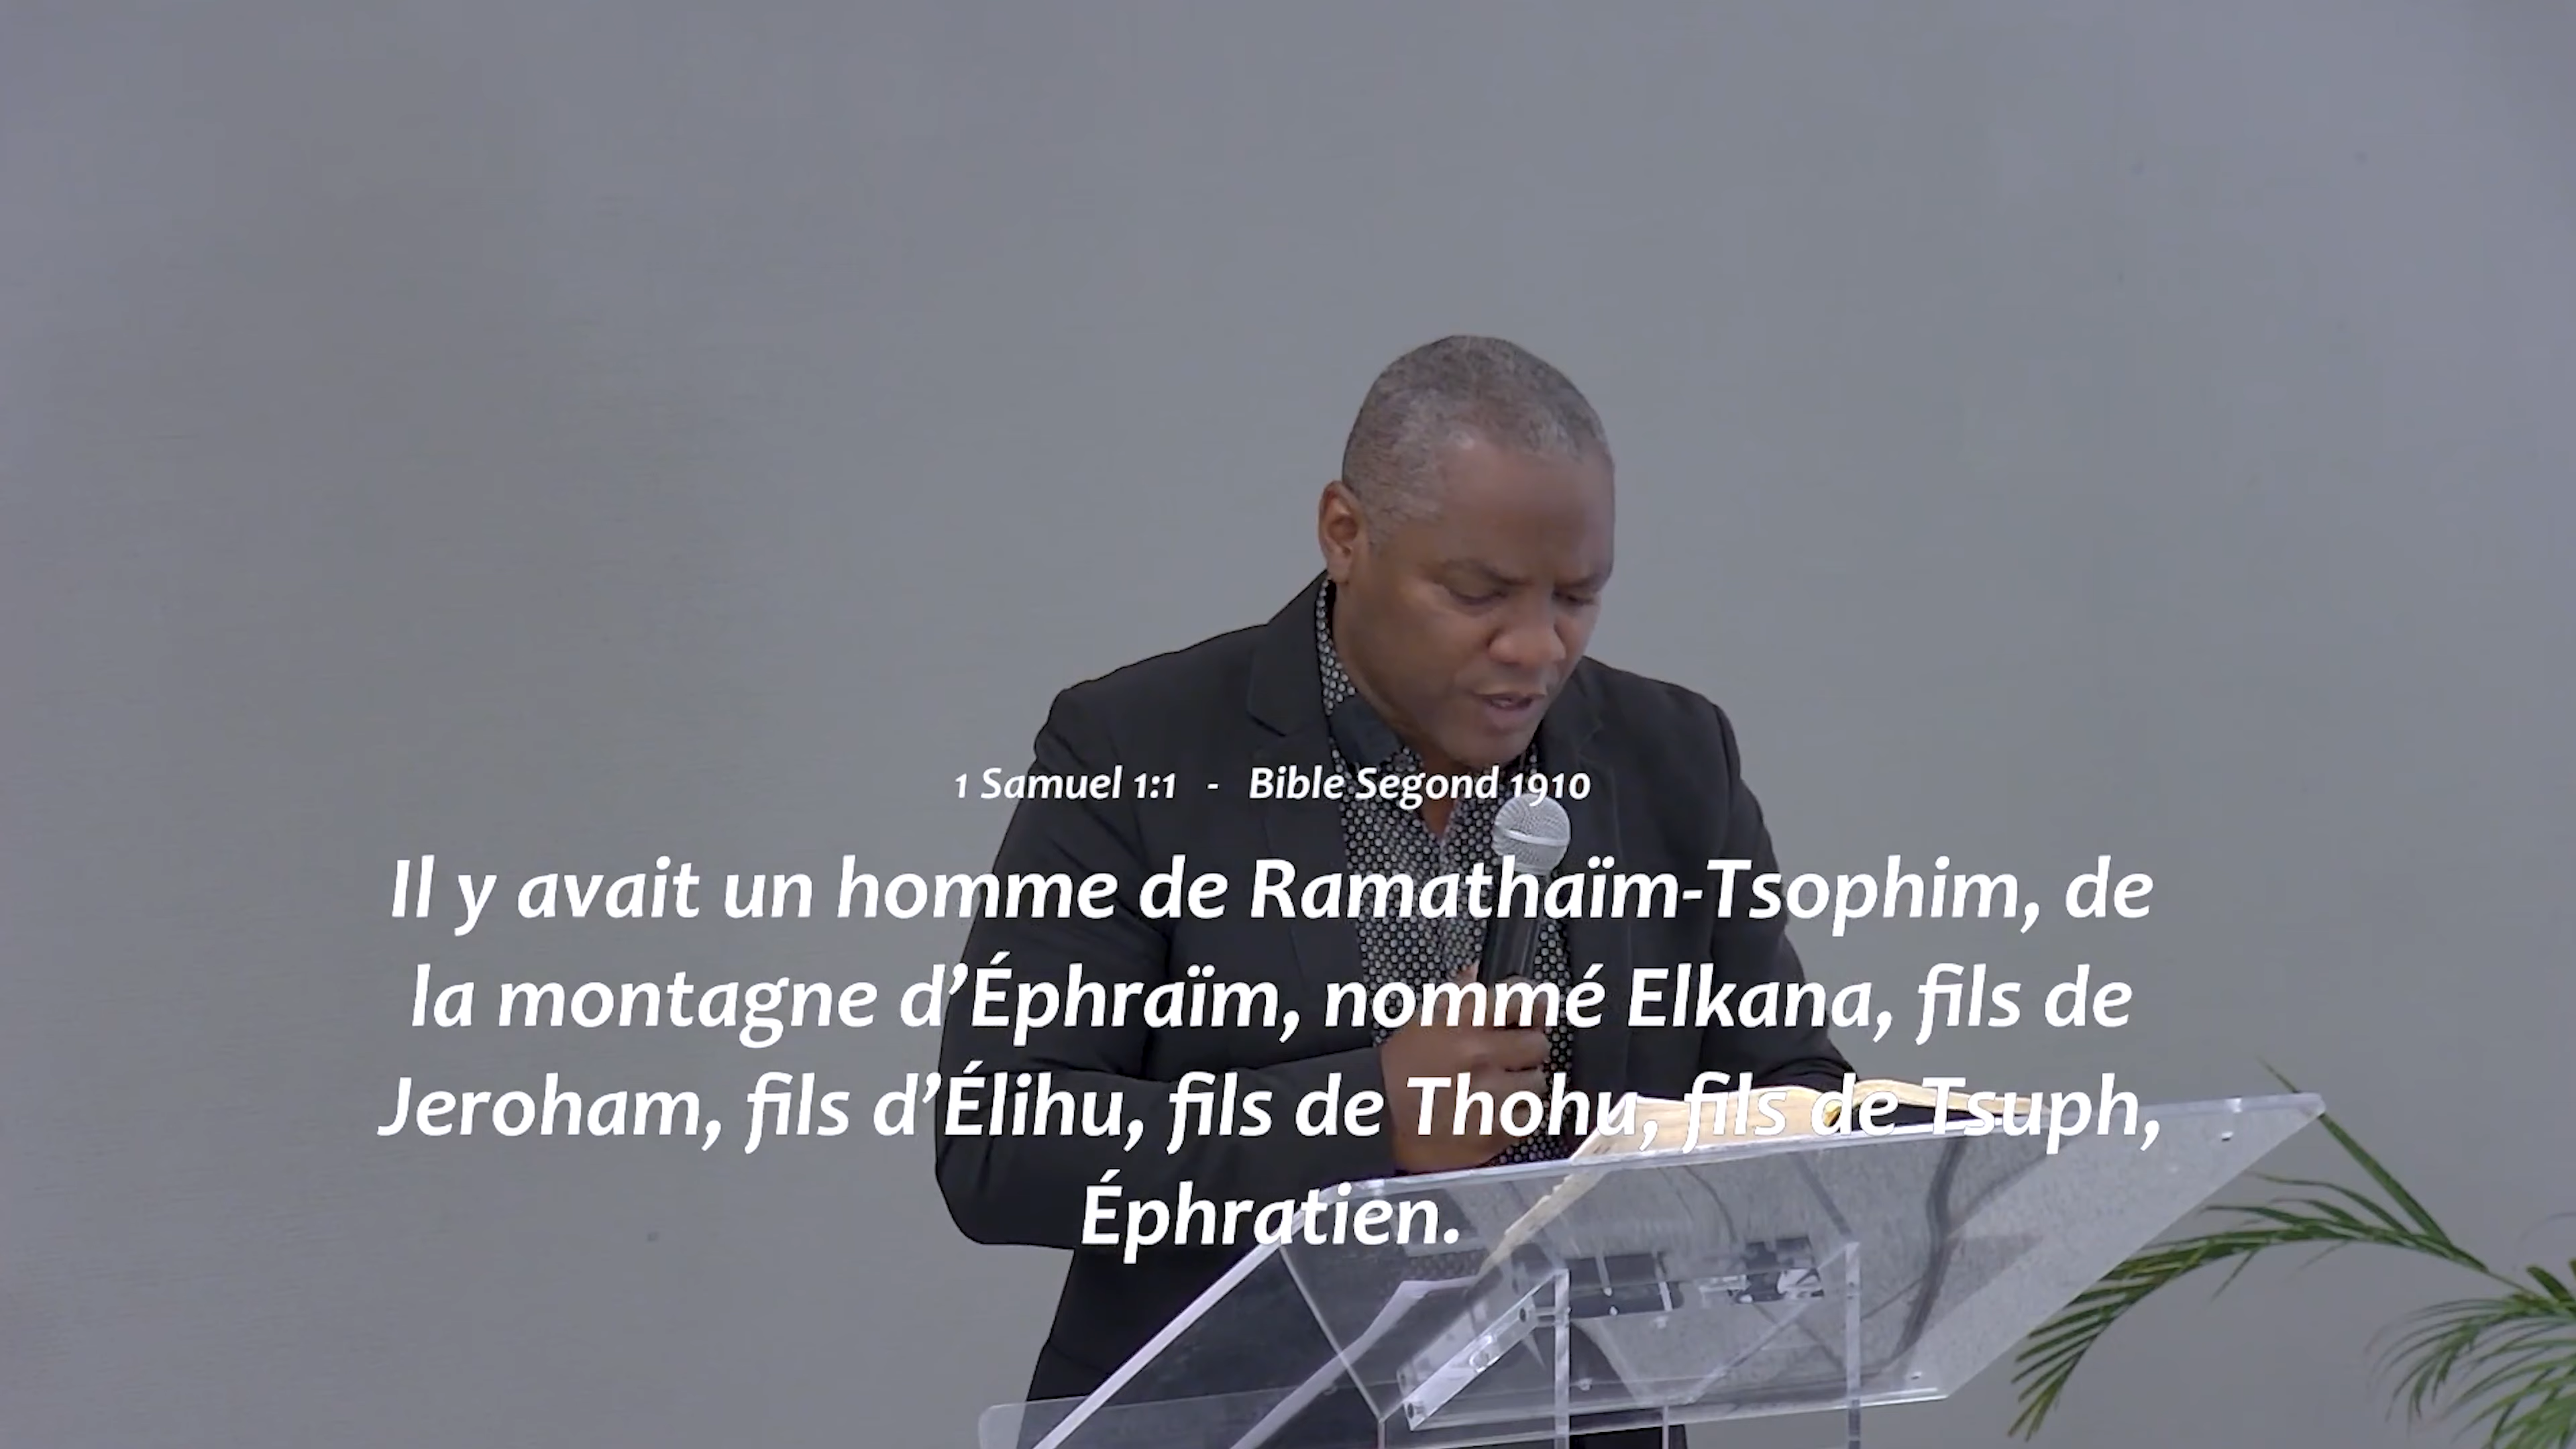 1 Samuel 1:1 - Bible Segond 1910
Il y avait un homme de Ramathaïm-Tsophim, de
la montagne d’Éphraïm, nommé Elkana, fils de
Jeroham, fils d’Élihu, fils de Thohu, fils de Tsuph,
Éphratien.